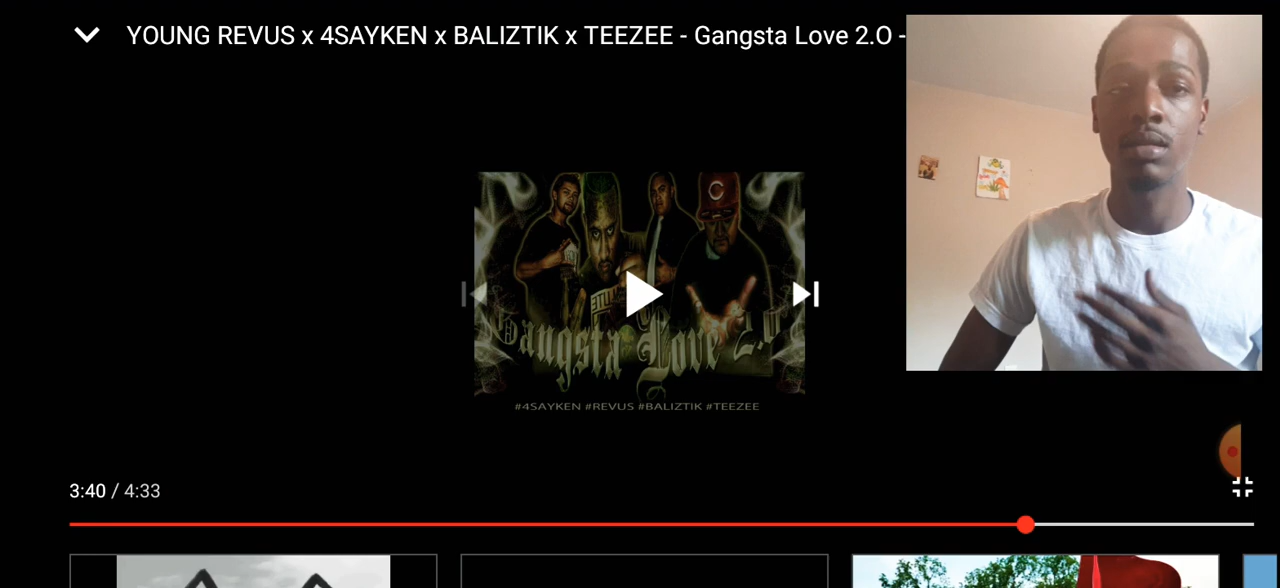 YOUNG REVUS x 4SAYKEN x BALIZTIK x TEEZEE - Gangsta Love 2.O -
C
Gangsta Love 2.0
#4SAYKEN #REVUS #BALIZTIK #TEEZEE
3:40 / 4:33